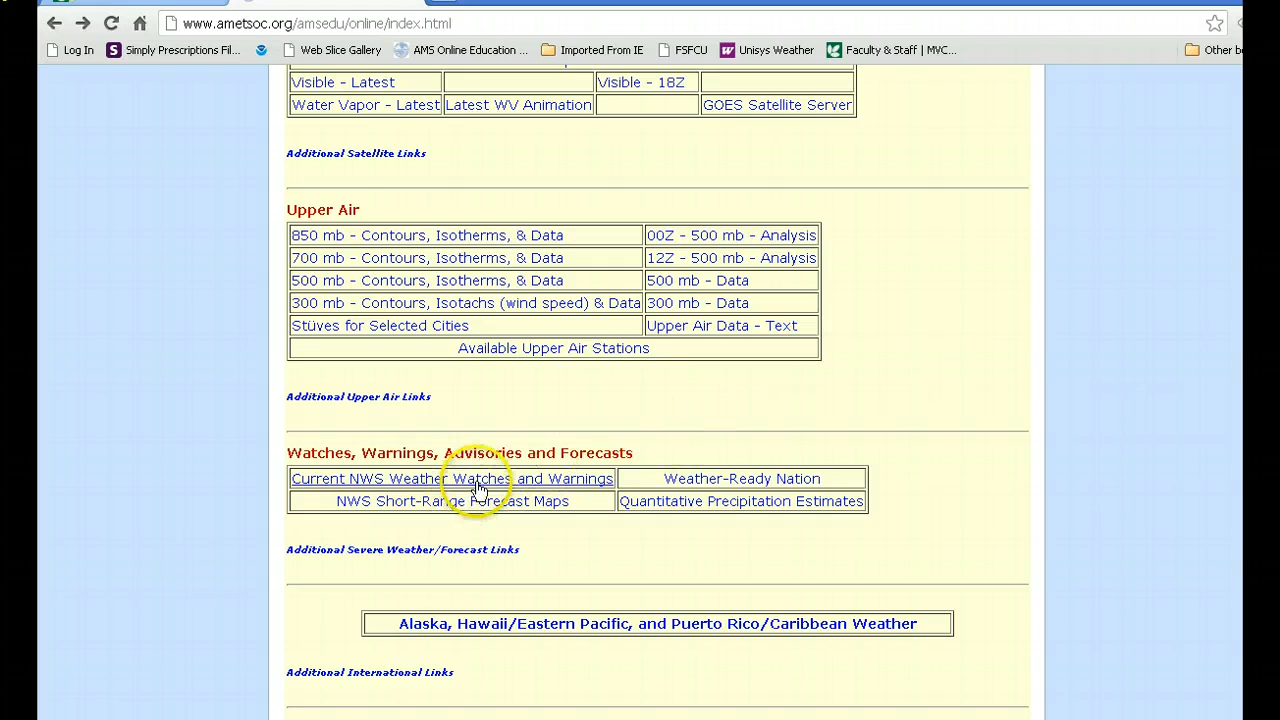 www.ametsoc.org/amsedu/online/index.html
Log In Simply Prescriptions Fil... Web Slice Gallery AMS Online Education ... Imported From IE FSFCU Unisys Weather Faculty & Staff | MVC... Other b
Visible - Latest Visible - 18Z
Water Vapor - Latest Latest WV Animation GOES Satellite Server
Additional Satellite Links
Upper Air
850 mb - Contours, Isotherms, & Data 00Z - 500 mb - Analysis
700 mb - Contours, Isotherms, & Data 12Z - 500 mb - Analysis
500 mb - Contours, Isotherms, & Data 500 mb - Data
300 mb - Contours, Isotachs (wind speed) & Data 300 mb - Data
Stüves for Selected Cities Upper Air Data - Text
Available Upper Air Stations
Additional Upper Air Links
Watches, Warnings, Advisories and Forecasts
Current NWS Weather Watches and Warnings Weather-Ready Nation
NWS Short-Range Forecast Maps Quantitative Precipitation Estimates
Additional Severe Weather/Forecast Links
Alaska, Hawaii/Eastern Pacific, and Puerto Rico/Caribbean Weather
Additional International Links